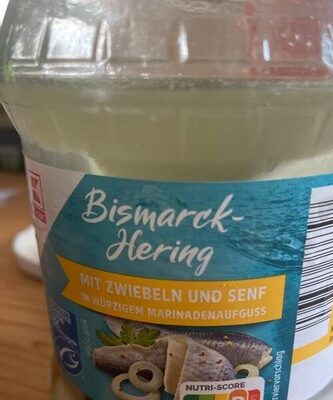 K
Bismarck-
Hering
MIT ZWIEBELN UND SENF
IN WÜRZIGEM MARINADENAUFGUSS
NUTRI-SCORE